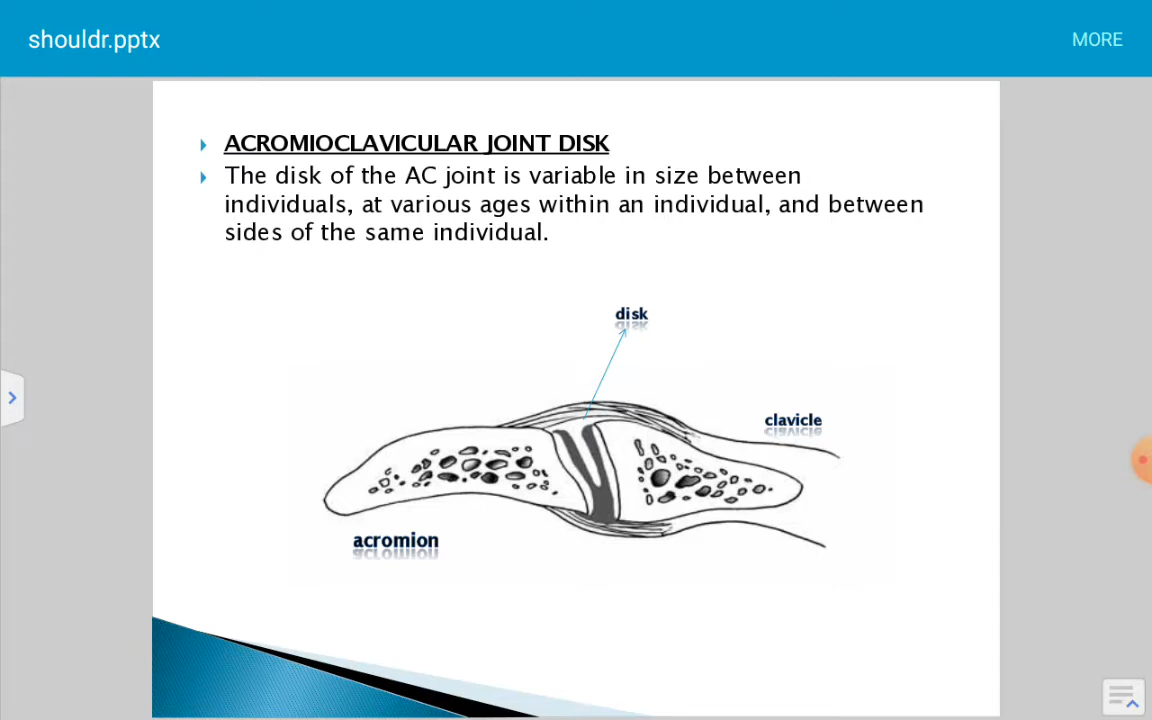 shouldr.pptx
MORE
ACROMIOCLAVICULAR JOINT DISK
The disk of the AC joint is variable in size between
individuals, at various ages within an individual, and between
sides of the same individual.
disk
clavicle
acromion